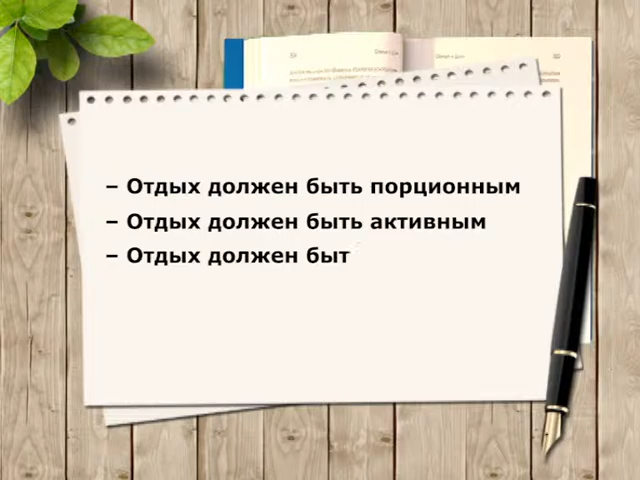 – Отдых должен быть порционным
– Отдых должен быть активным
– Отдых должен быт